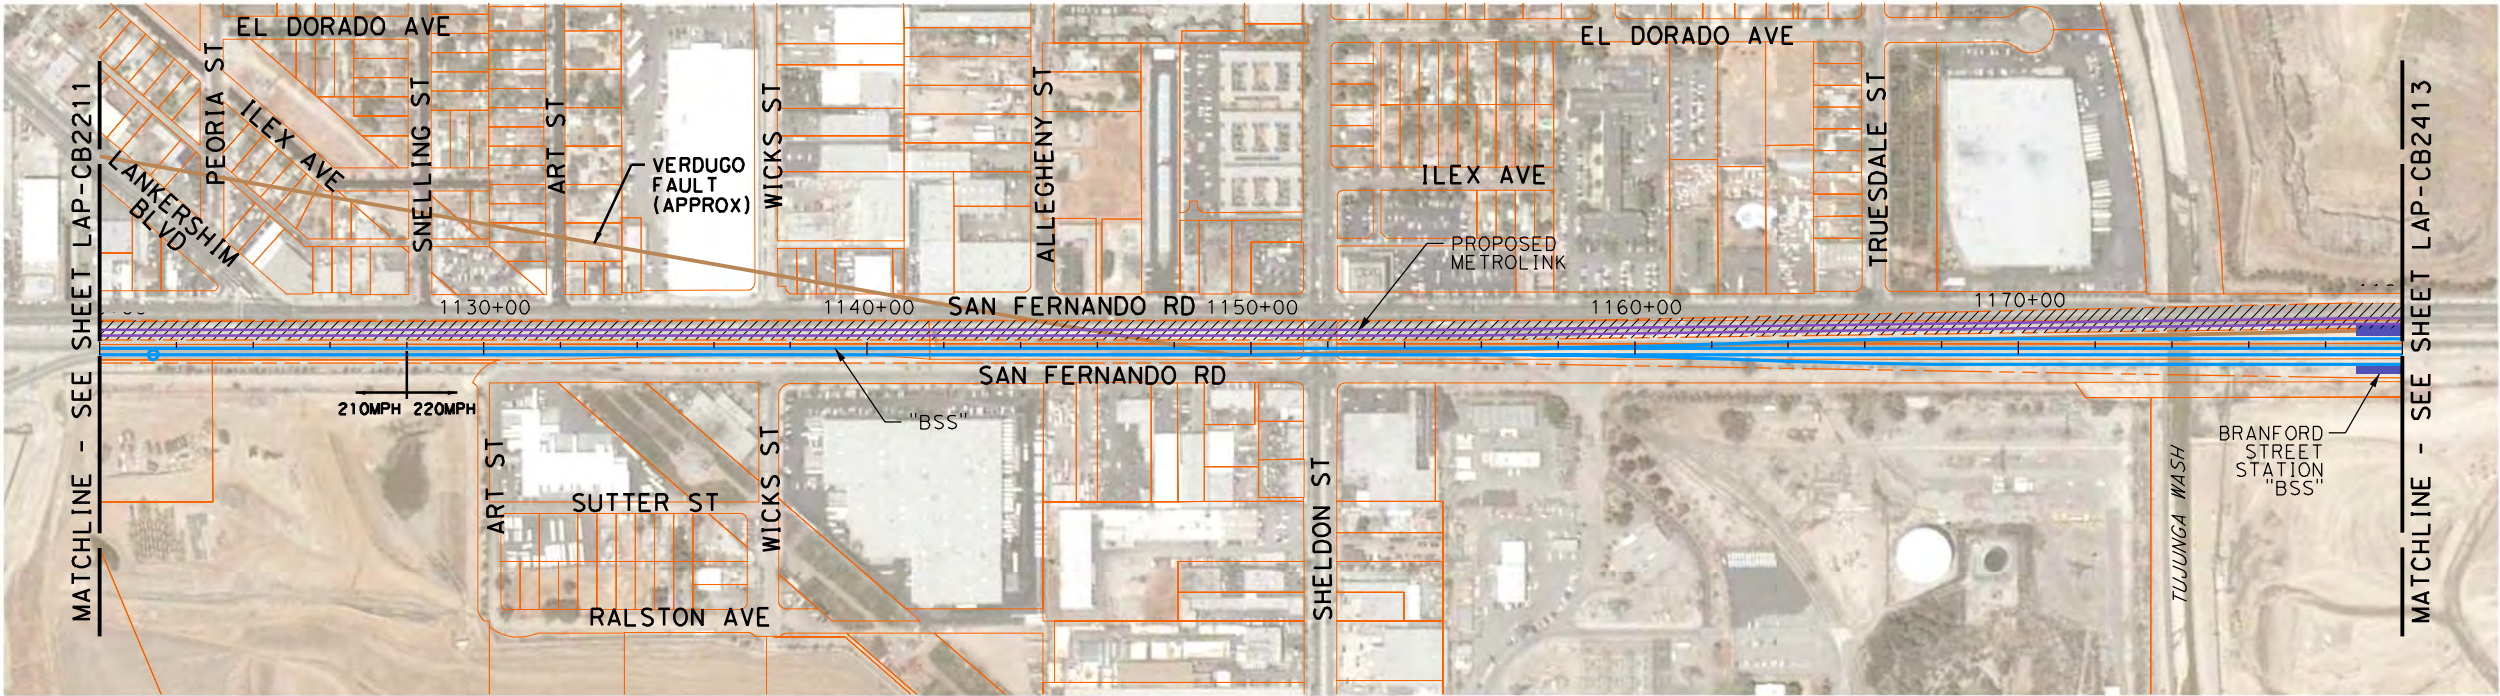 EL DORADO AVE
EL DORADO AVE
MATCHLINE - SEE SHEET LAP-CB2211
PEORIA ST
ILEX AVE
LANKERSHIM
BLVD
SNELLING ST
ART ST
VERDUGO
FAULT
(APPROX)
WICKS ST
ALLEGHENY ST
ILEX AVE
TRUESDALE ST
PROPOSED
METROLINK
MATCHLINE - SEE SHEET LAP-CB2413
1130+00
1140+00
SAN FERNANDO RD
1150+00
1160+00
1170+00
SAN FERNANDO RD
210MPH
220MPH
"BSS"
ART ST
WICKS ST
SUTTER ST
RALSTON AVE
SHELDON ST
TUJUNGA WASH
BRANFORD
STREET
STATION
"BSS"